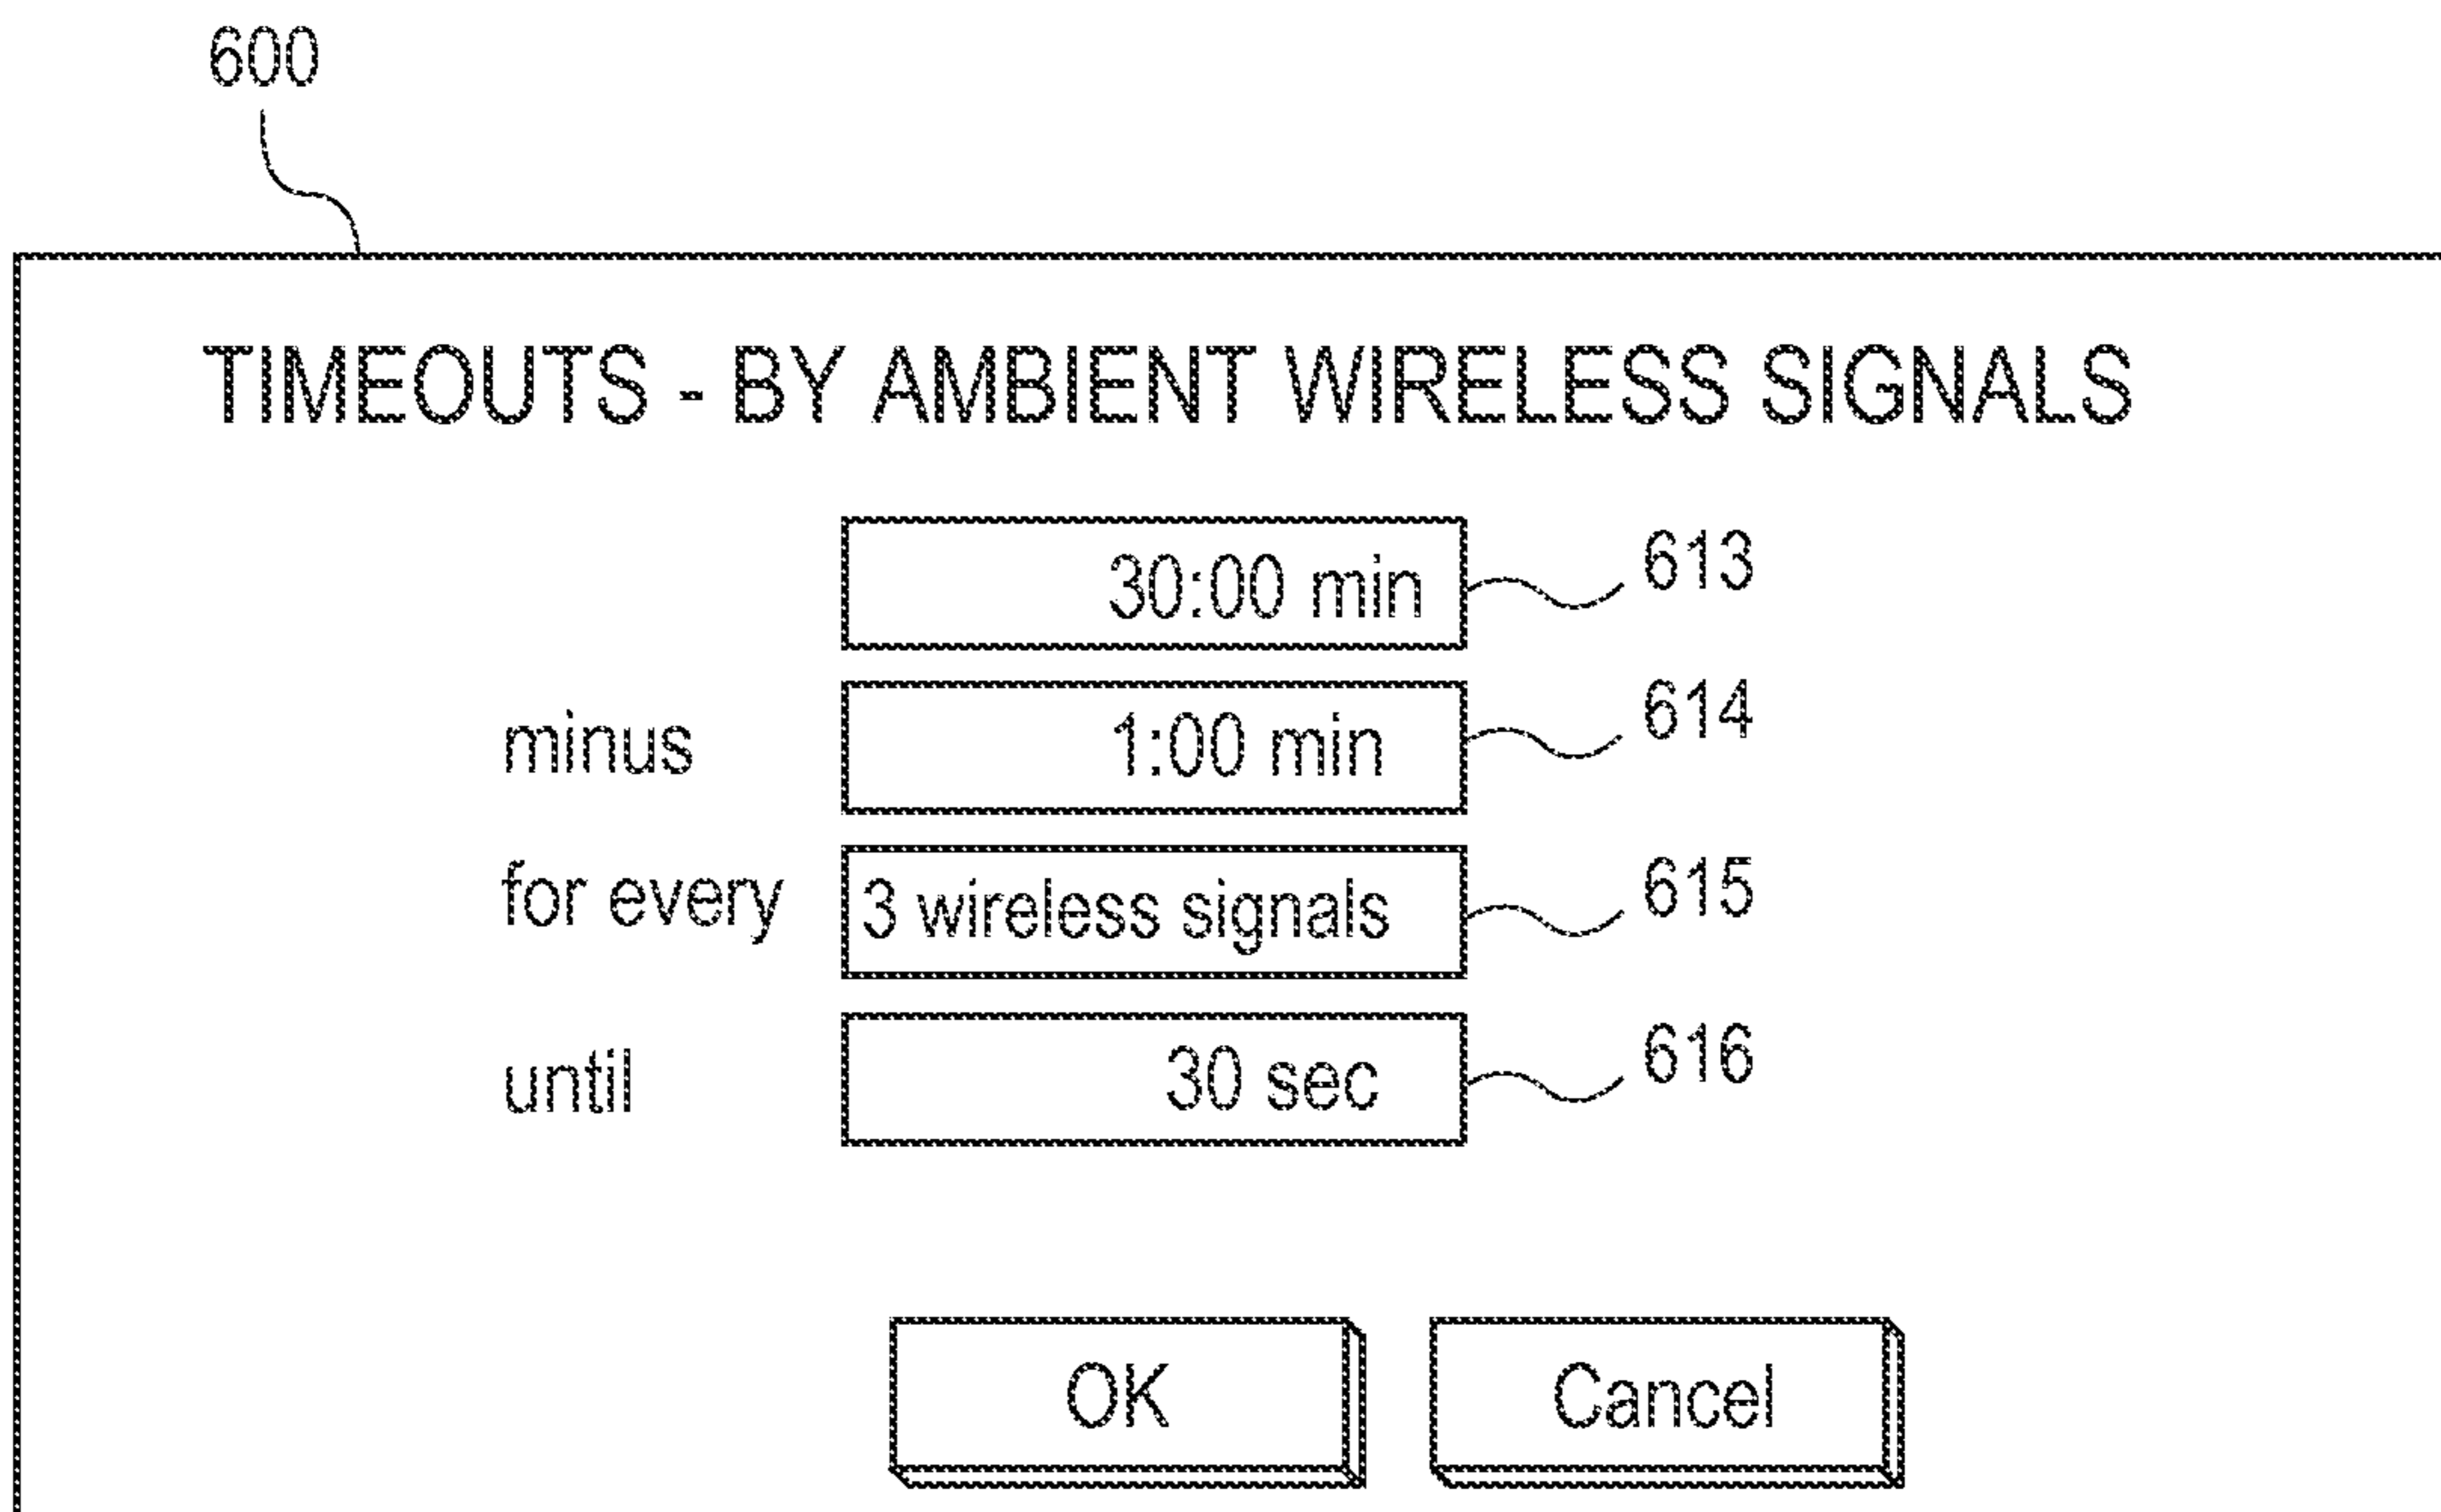 600
TIMEOUTS - BY AMBIENT WIRELESS SIGNALS
30:00 min 613
minus 1:00 min 614
for every 3 wireless signals 615
until 30 sec 616
OK Cancel